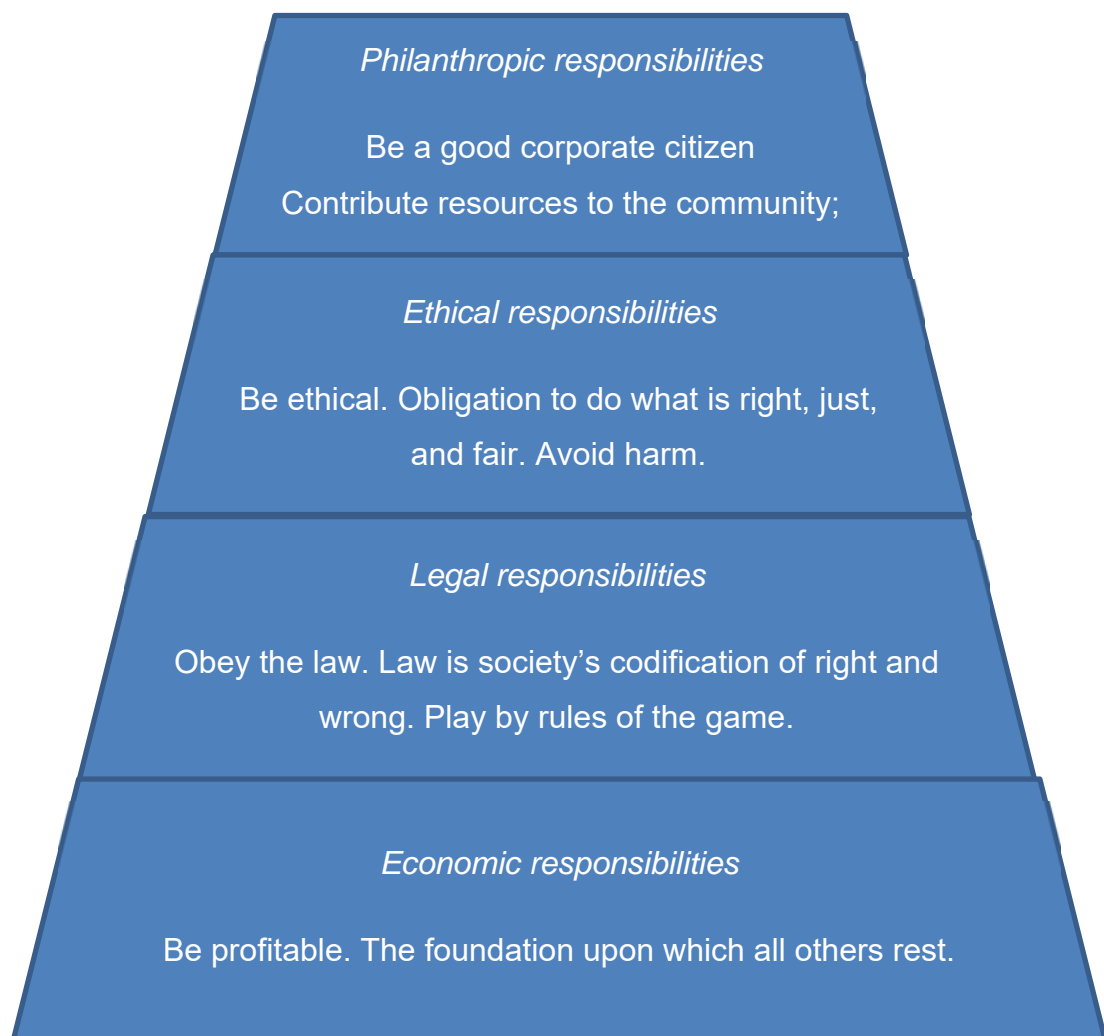 Philanthropic responsibilities
Be a good corporate citizen
Contribute resources to the community;
Ethical responsibilities
Be ethical. Obligation to do what is right, just,
and fair. Avoid harm.
Legal responsibilities
Obey the law. Law is society’s codification of right and
wrong. Play by rules of the game.
Economic responsibilities
Be profitable. The foundation upon which all others rest.